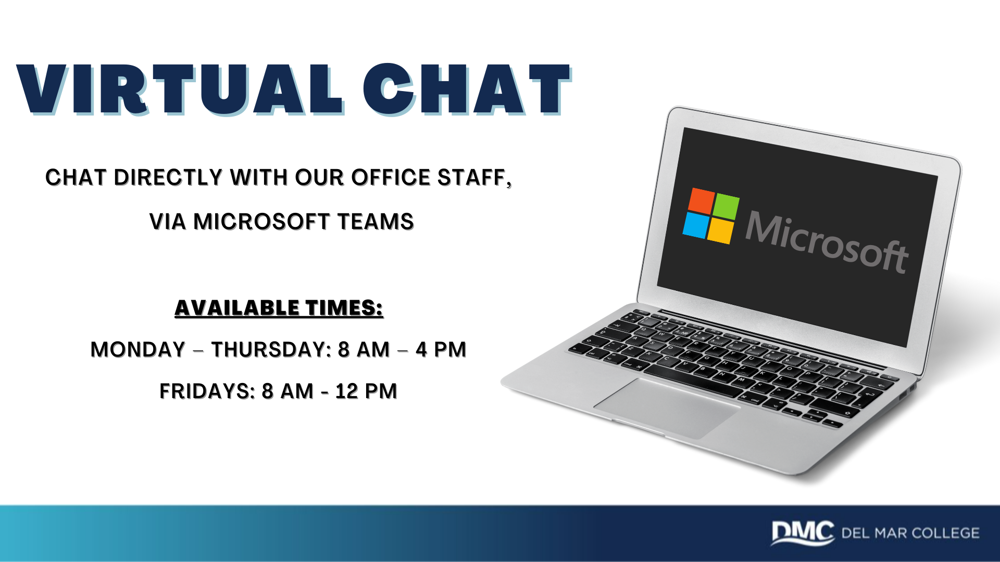 VIRTUAL CHAT
CHAT DIRECTLY WITH OUR OFFICE STAFF,
VIA MICROSOFT TEAMS
AVAILABLE TIMES:
MONDAY – THURSDAY: 8 AM – 4 PM
FRIDAYS: 8 AM - 12 PM
Microsoft
DMC DEL MAR COLLEGE